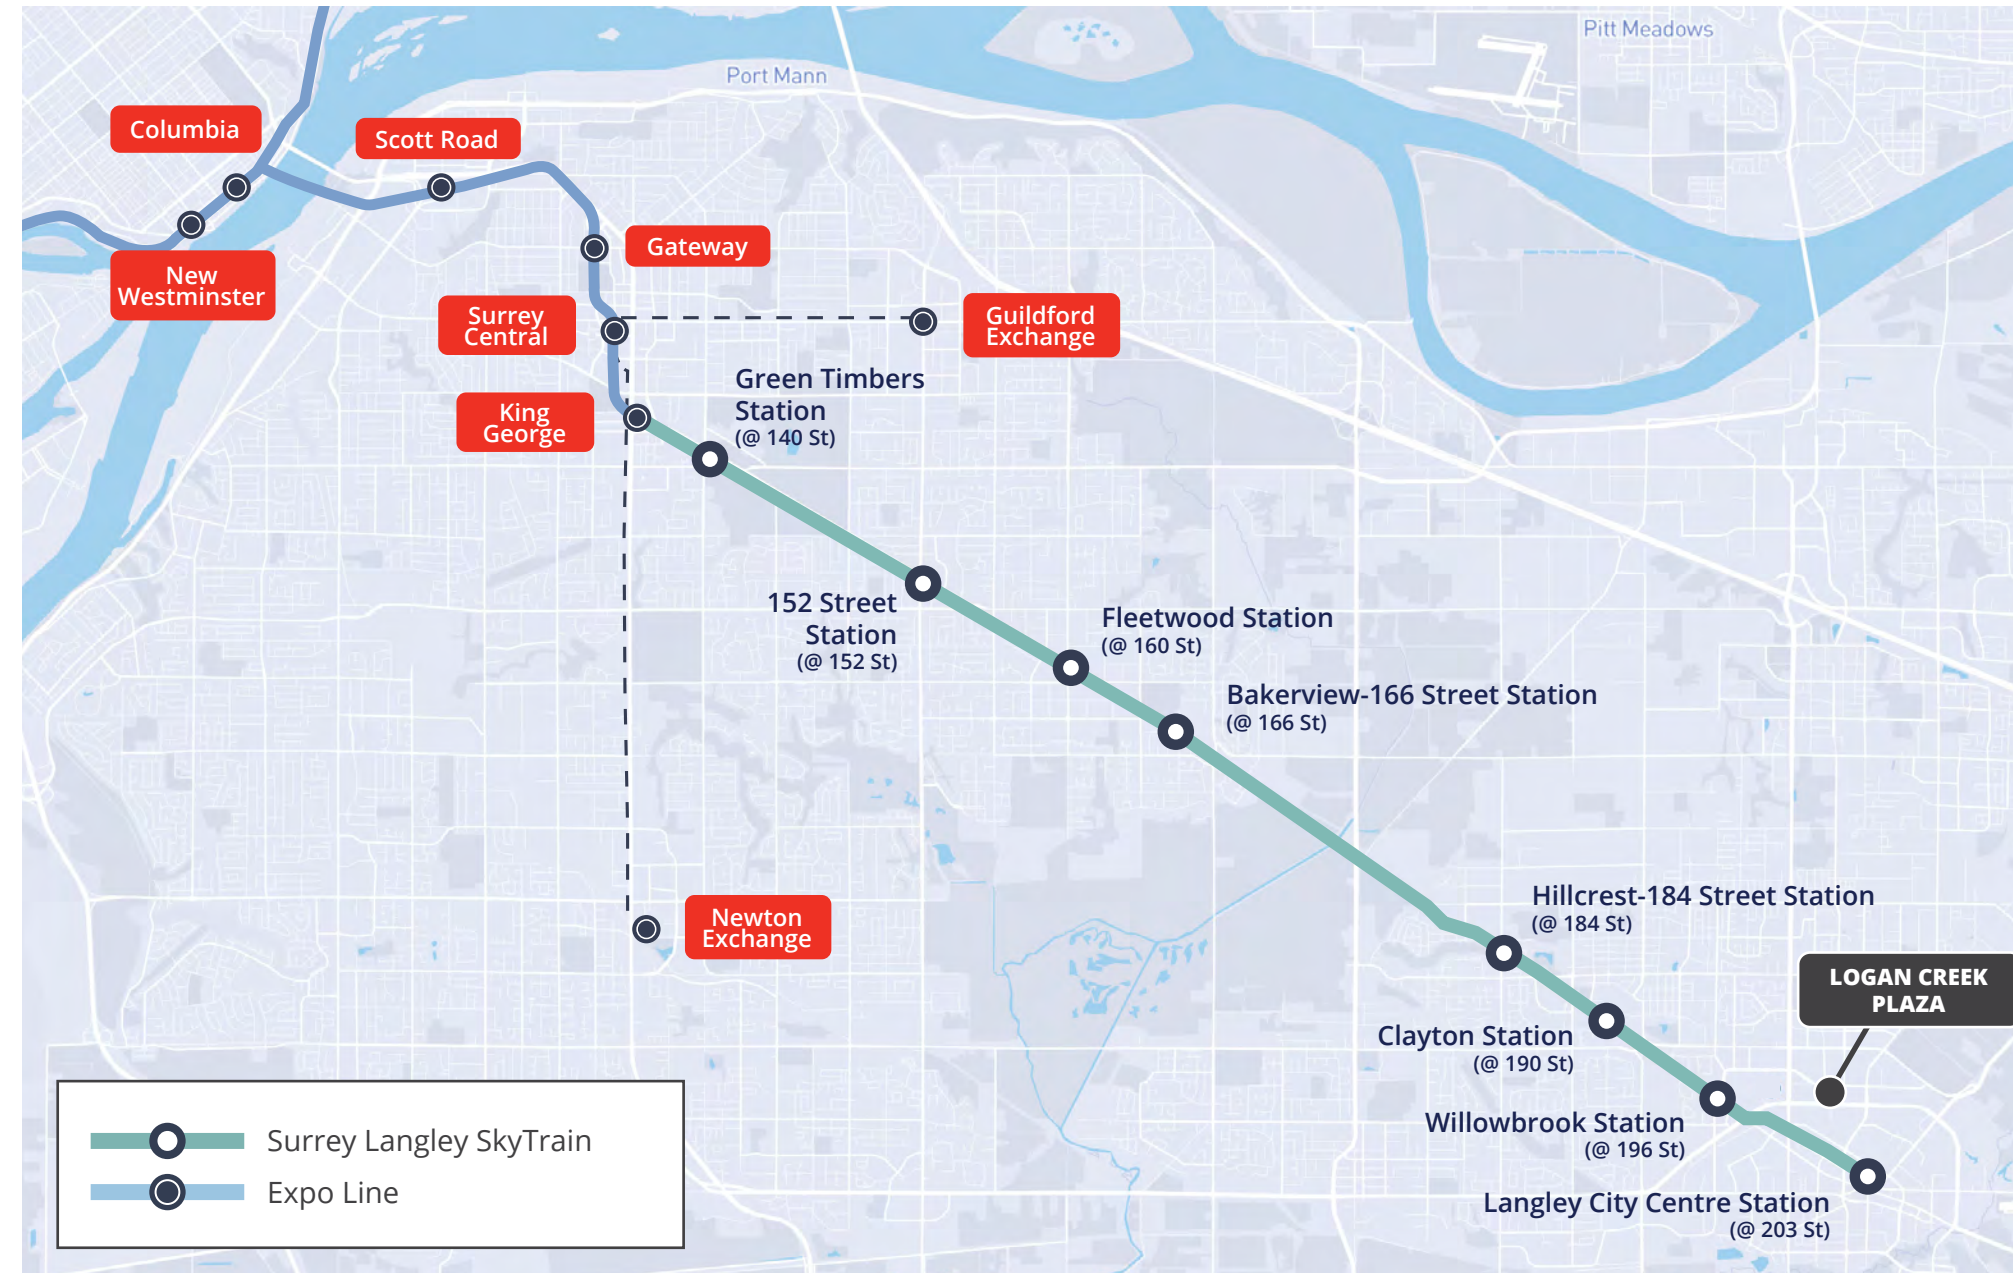 Pitt Meadows
Port Mann
Columbia
Scott Road
New
Westminster
Gateway
Surrey
Central
Guildford
Exchange
King
George
Green Timbers
Station
(@ 140 St)
152 Street
Station
(@ 152 St)
Fleetwood Station
(@ 160 St)
Bakerview-166 Street Station
(@ 166 St)
Newton
Exchange
Hillcrest-184 Street Station
(@ 184 St)
LOGAN CREEK
PLAZA
Clayton Station
(@ 190 St)
Willowbrook Station
(@ 196 St)
Langley City Centre Station
(@ 203 St)
Surrey Langley SkyTrain
Expo Line